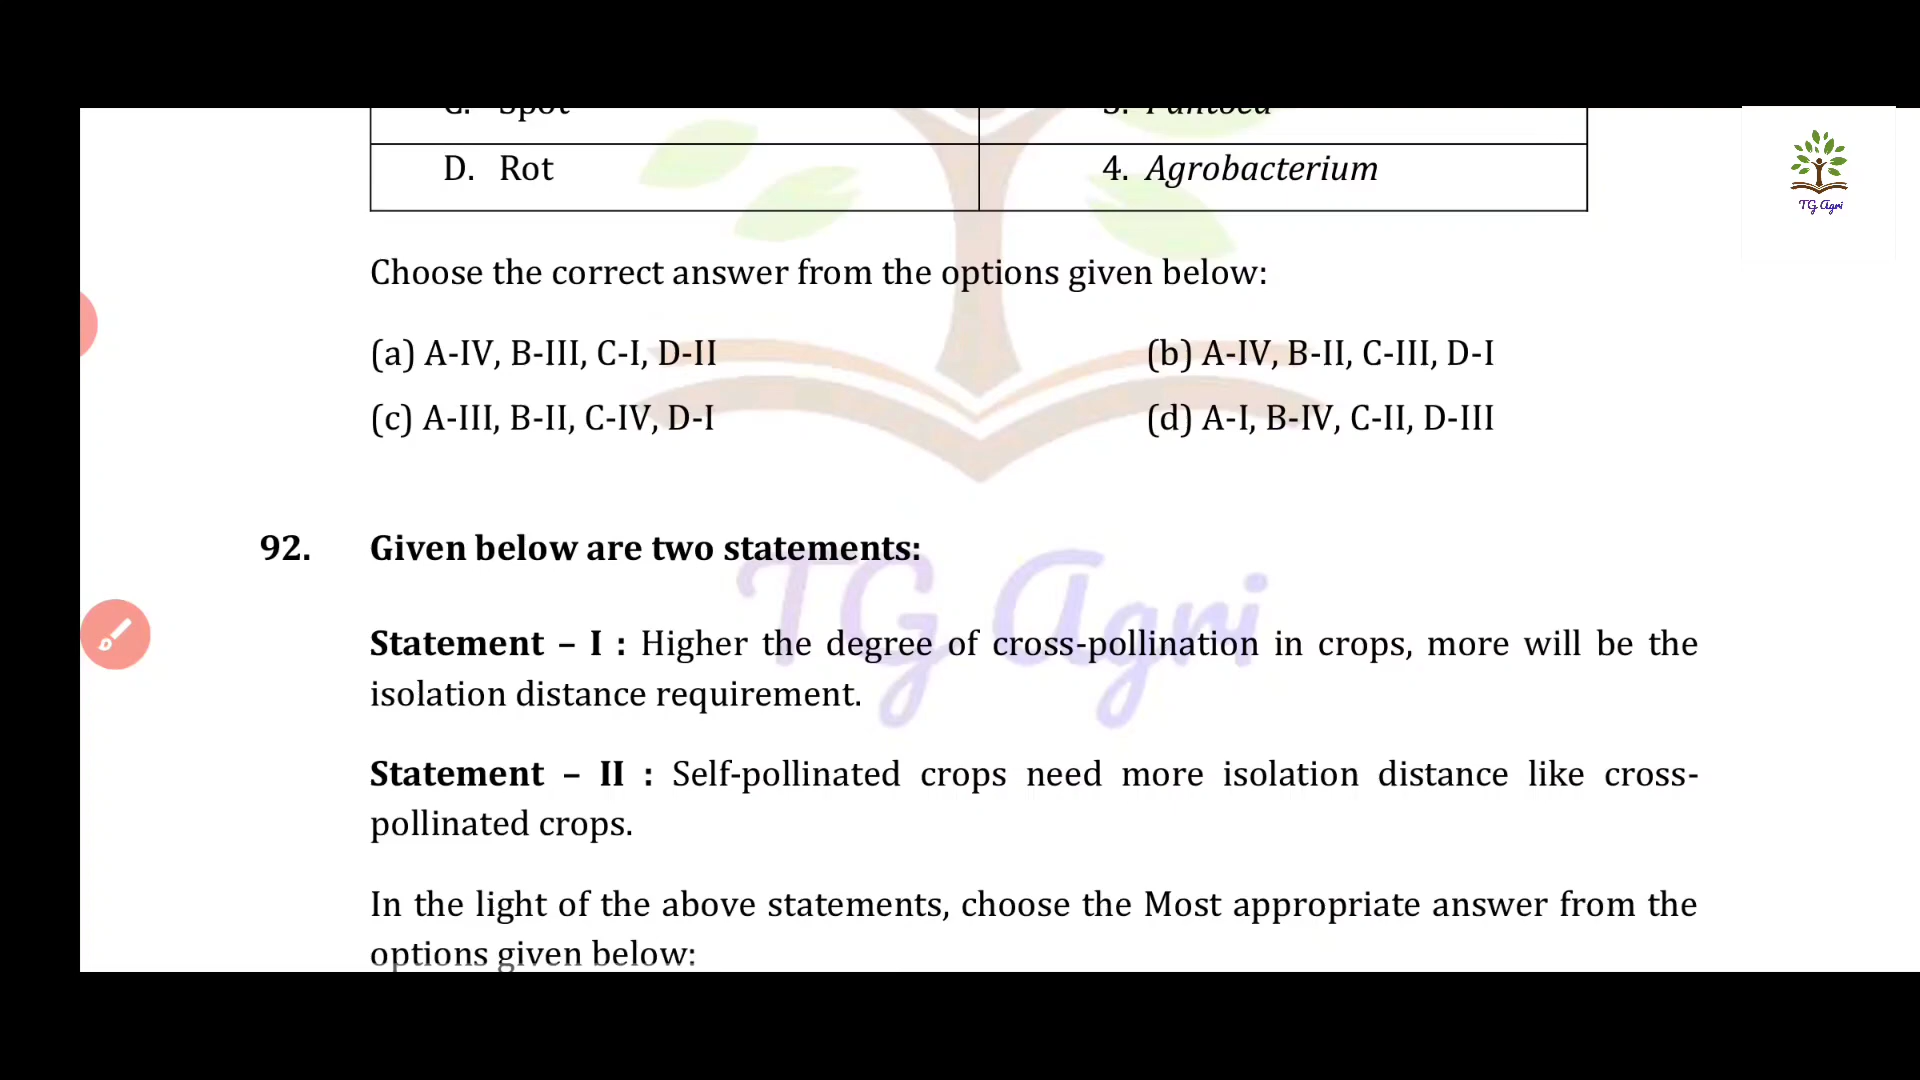 C. Spot 3. Pantoea
D. Rot 4. Agrobacterium
TG Agri
Choose the correct answer from the options given below:
(a) A-IV, B-III, C-I, D-II (b) A-IV, B-II, C-III, D-I
(c) A-III, B-II, C-IV, D-I (d) A-I, B-IV, C-II, D-III
92. Given below are two statements:
TG Agri
Statement – I : Higher the degree of cross-pollination in crops, more will be the
isolation distance requirement.
Statement – II : Self-pollinated crops need more isolation distance like cross-
pollinated crops.
In the light of the above statements, choose the Most appropriate answer from the
options given below: